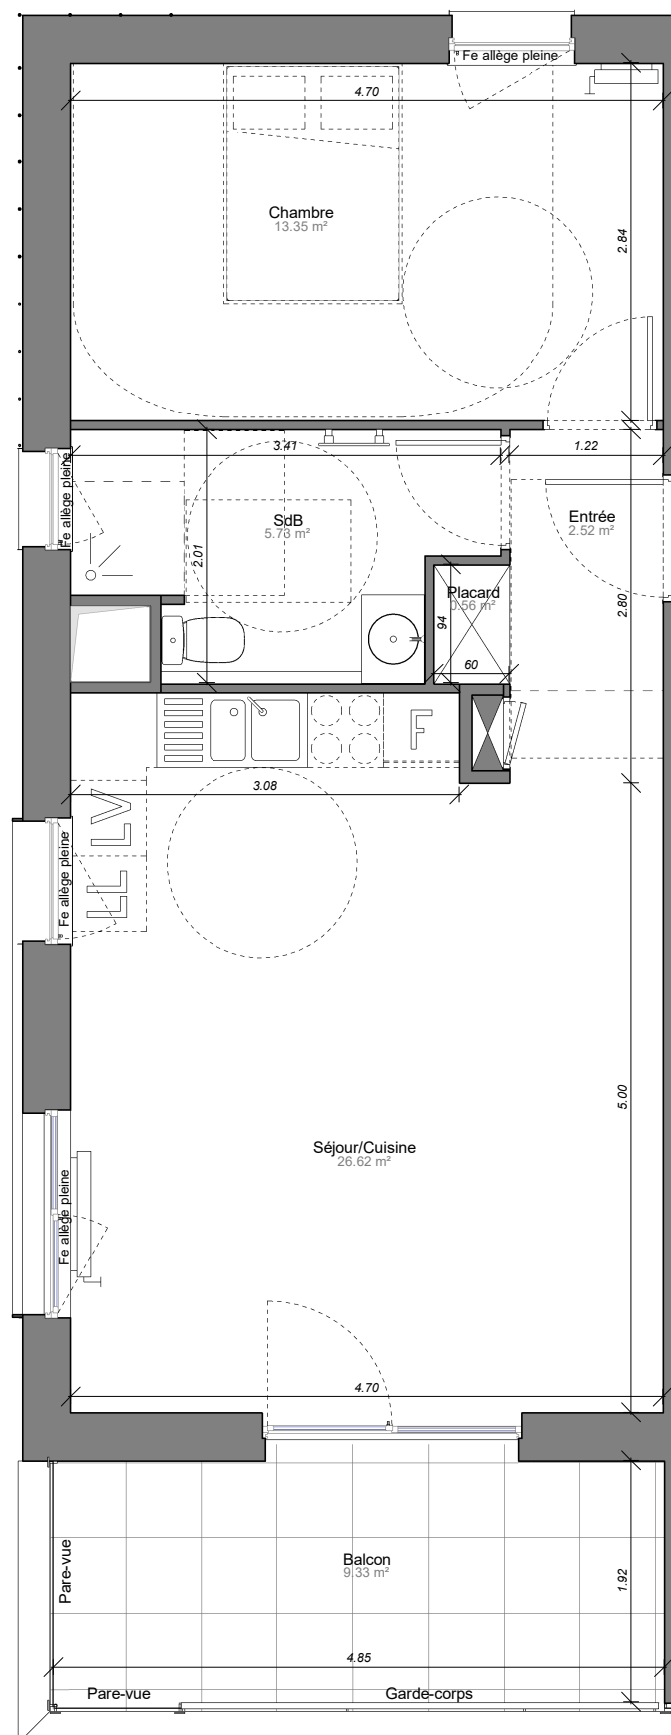 Fe allège pleine
4.70
Chambre
13.35 m²
2.84
3.41
1.22
Fe allège pleine
SdB
5.73 m²
Entrée
2.52 m²
2.01
Placard
0.56 m²
94
2.80
60
F
3.08
LV
Fe allège pleine
LL
5.00
Séjour/Cuisine
26.62 m²
Fe allège pleine
4.70
Pare-vue
Balcon
9.33 m²
1.92
4.85
Pare-vue
Garde-corps